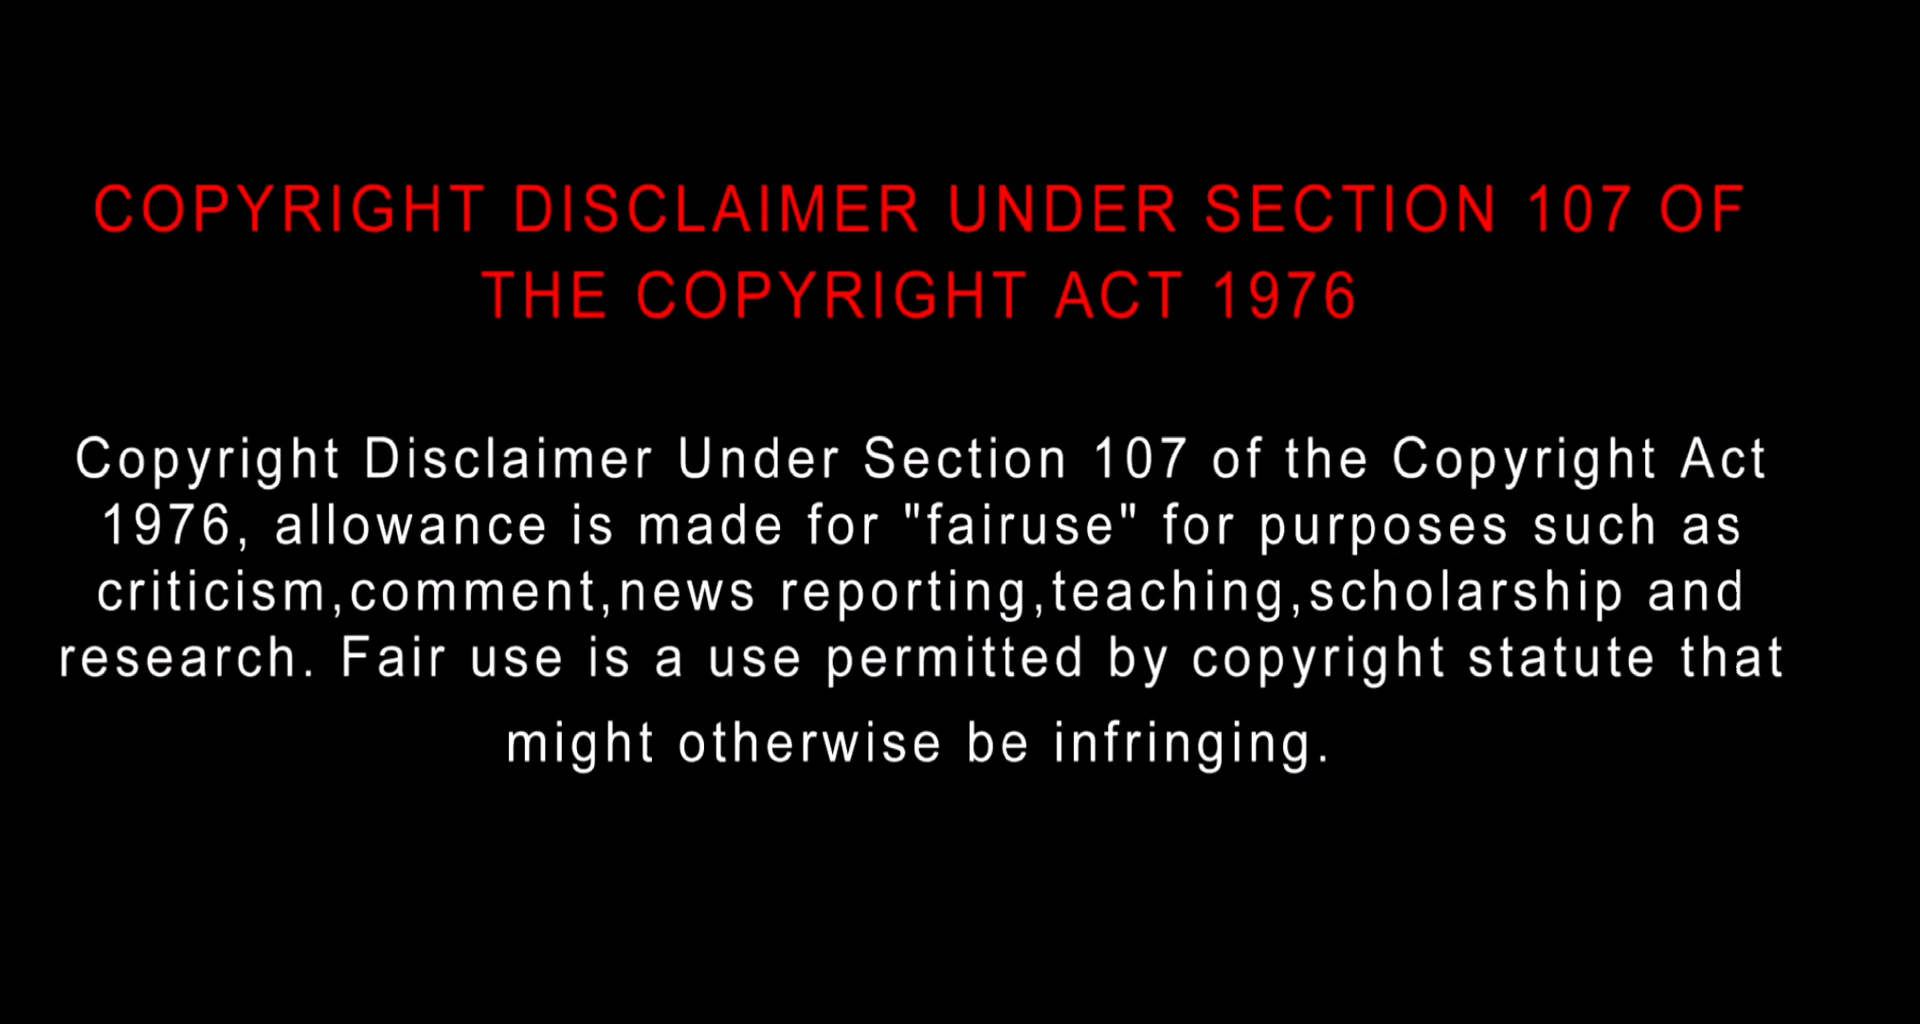 COPYRIGHT DISCLAIMER UNDER SECTION 107 OF
THE COPYRIGHT ACT 1976
Copyright Disclaimer Under Section 107 of the Copyright Act
1976, allowance is made for "fairuse" for purposes such as
criticism,comment,news reporting,teaching,scholarship and
research. Fair use is a use permitted by copyright statute that
might otherwise be infringing.